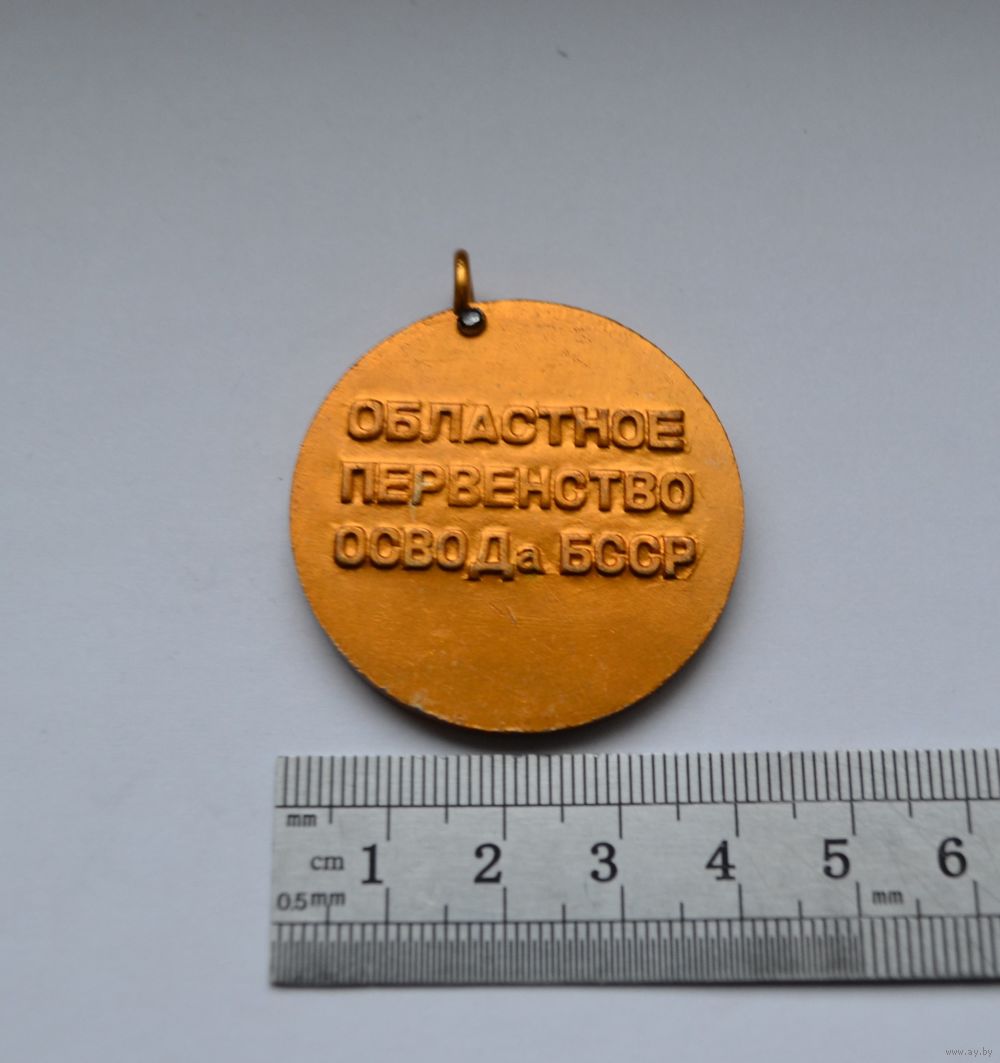 ОБЛАСТНОЕ
ПЕРВЕНСТВО
ОСВОДа БССР
mm
cm 1 2 3 4 5 6
0.5mm mm
www.ay.by